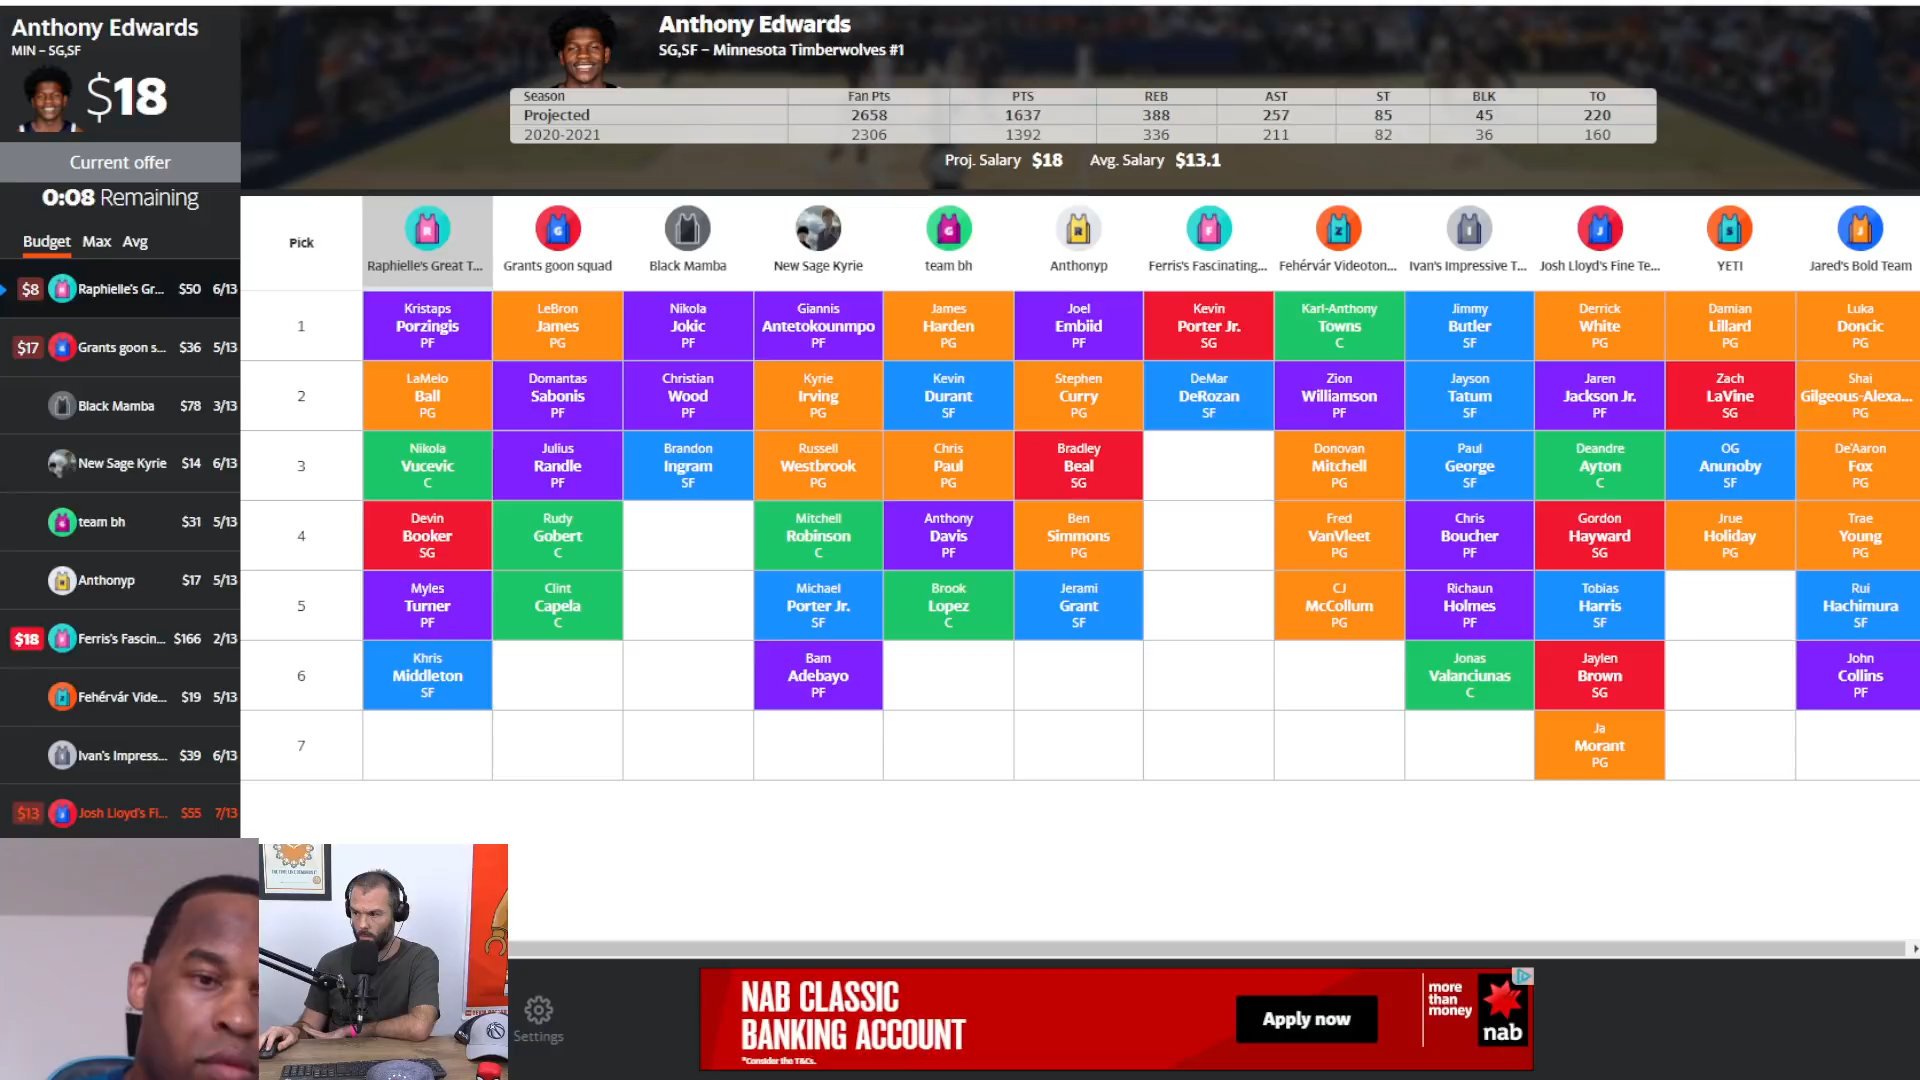 Anthony Edwards
MIN – SG,SF
$18
Current offer
0:08 Remaining
Budget Max Avg
$8 Raphielle's Gr... $50 6/13
$17 Grants goon s... $36 5/13
Black Mamba $78 3/13
New Sage Kyrie $14 6/13
team bh $31 5/13
Anthonyp $17 5/13
$18 Ferris's Fascin... $166 2/13
Fehérvár Vide... $19 5/13
Ivan's Impress... $39 6/13
$13 Josh Lloyd's Fi... $55 7/13
Anthony Edwards
SG,SF – Minnesota Timberwolves #1
Season Fan Pts PTS REB AST ST BLK TO
Projected 2658 1637 388 257 85 45 220
2020-2021 2306 1392 336 211 82 36 160
Proj. Salary $18 Avg. Salary $13.1
R G G R F Z I J S J
Pick Raphielle's Great T... Grants goon squad Black Mamba New Sage Kyrie team bh Anthonyp Ferris's Fascinating... Fehérvár Videoton... Ivan's Impressive T... Josh Lloyd's Fine Te... YETI Jared's Bold Team
Kristaps LeBron Nikola Giannis James Joel Kevin Karl-Anthony Jimmy Derrick Damian Luka
1 Porzingis James Jokic Antetokounmpo Harden Embiid Porter Jr. Towns Butler White Lillard Doncic
PF PG PF PF PG PF SG C SF PG PG PG
LaMelo Domantas Christian Kyrie Kevin Stephen DeMar Zion Jayson Jaren Zach Shai
2 Ball Sabonis Wood Irving Durant Curry DeRozan Williamson Tatum Jackson Jr. LaVine Gilgeous-Alexa...
PG PF PF PG SF PG SF PF SF PF SG PG
Nikola Julius Brandon Russell Chris Bradley Donovan Paul Deandre OG De'Aaron
3 Vucevic Randle Ingram Westbrook Paul Beal Mitchell George Ayton Anunoby Fox
C PF SF PG PG SG PG SF C SF PG
Devin Rudy Mitchell Anthony Ben Fred Chris Gordon Jrue Trae
4 Booker Gobert Robinson Davis Simmons VanVleet Boucher Hayward Holiday Young
SG C C PF PG PG PF SG PG PG
Myles Clint Michael Brook Jerami CJ Richaun Tobias Rui
5 Turner Capela Porter Jr. Lopez Grant McCollum Holmes Harris Hachimura
PF C SF C SF PG PF SF SF
Khris Bam Jonas Jaylen John
6 Middleton Adebayo Valanciunas Brown Collins
SF PF C SG PF
Ja
7 Morant
PG
Settings
NAB CLASSIC
BANKING ACCOUNT
*Consider the T&Cs.
Apply now
more
than
money
nab